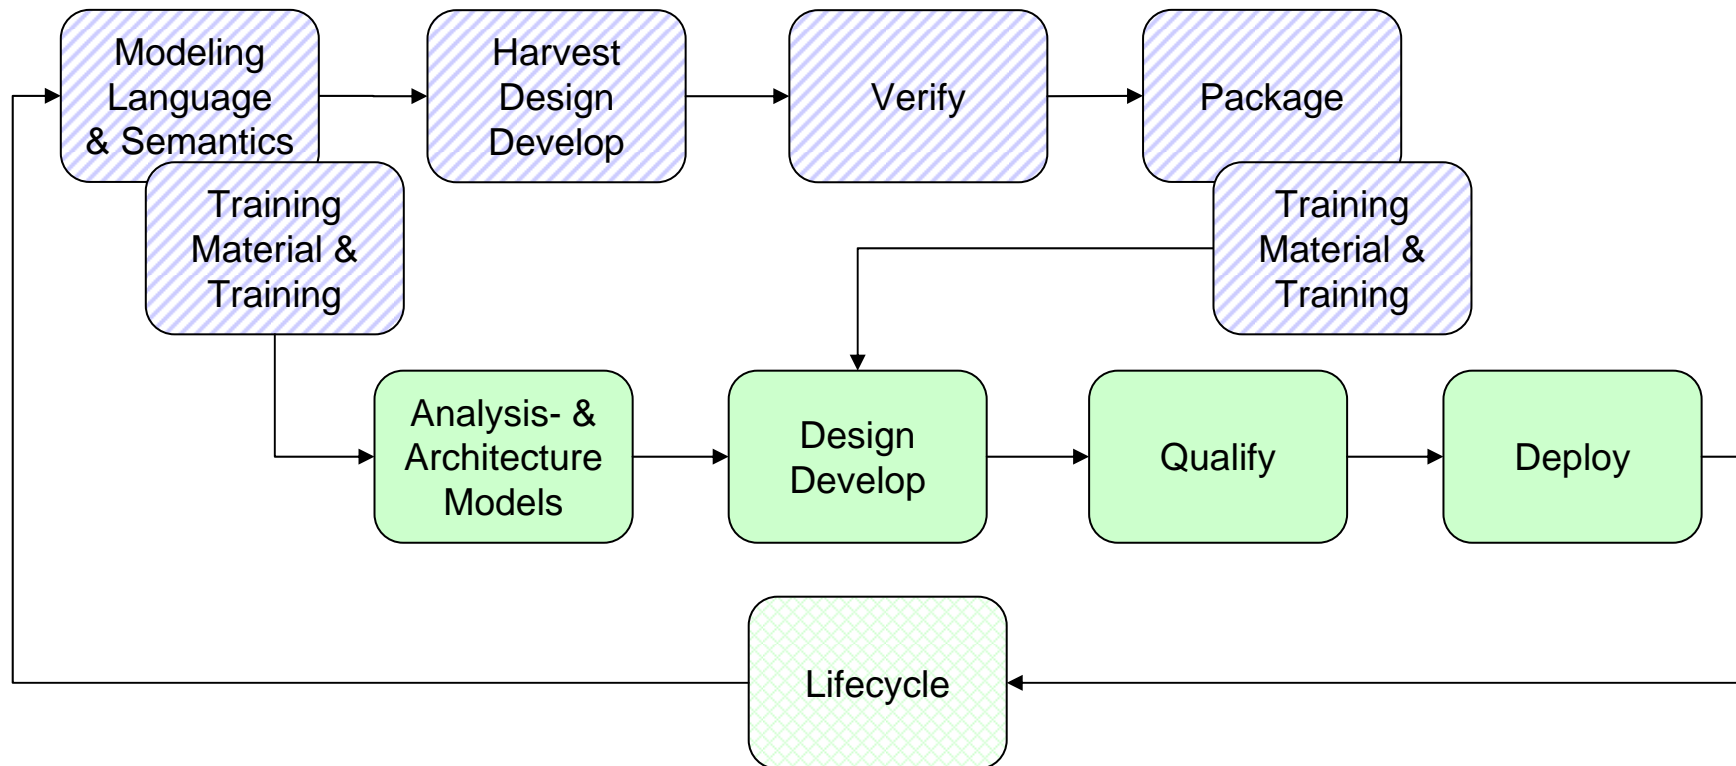 Modeling
Language
& Semantics
Harvest
Design
Develop
Verify
Package
Training
Material &
Training
Training
Material &
Training
Analysis- &
Architecture
Models
Design
Develop
Qualify
Deploy
Lifecycle